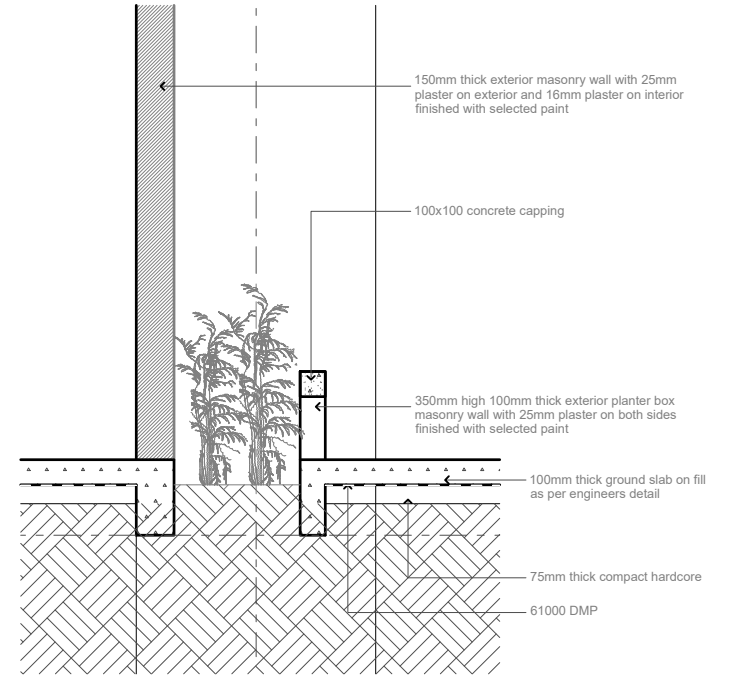 150mm thick exterior masonry wall with 25mm
plaster on exterior and 16mm plaster on interior
finished with selected paint
100x100 concrete capping
350mm high 100mm thick exterior planter box
masonry wall with 25mm plaster on both sides
finished with selected paint
100mm thick ground slab on fill
as per engineers detail
75mm thick compact hardcore
61000 DMP